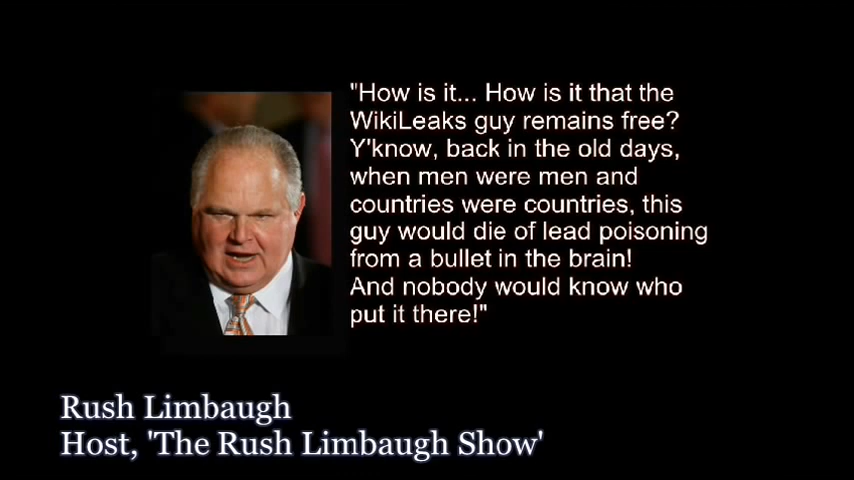 "How is it... How is it that the
WikiLeaks guy remains free?
Y'know, back in the old days,
when men were men and
countries were countries, this
guy would die of lead poisoning
from a bullet in the brain!
And nobody would know who
put it there!"
Rush Limbaugh
Host, 'The Rush Limbaugh Show'